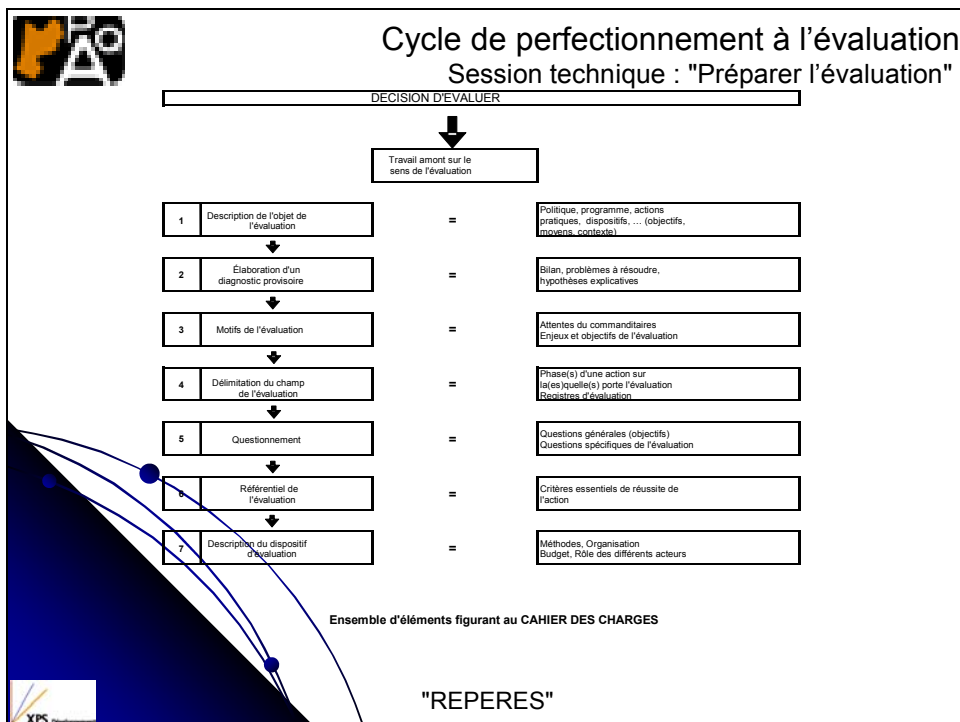 Cycle de perfectionnement à l'évaluation
Session technique : "Préparer l'évaluation"
DECISION D'EVALUER
Travail amont sur le
sens de l'évaluation
1
Description de l'objet de
l'évaluation
=
Politique, programme, actions
pratiques, dispositifs, ... (objectifs,
moyens, contexte)
2
Élaboration d'un
diagnostic provisoire
=
Bilan, problèmes à résoudre,
hypothèses explicatives
3
Motifs de l'évaluation
=
Attentes du commanditaires
Enjeux et objectifs de l'évaluation
4
Délimitation du champ
de l'évaluation
=
Phase(s) d'une action sur
la(es)quelle(s) porte l'évaluation
Registres d'évaluation
5
Questionnement
=
Questions générales (objectifs)
Questions spécifiques de l'évaluation
6
Référentiel de
l'évaluation
=
Critères essentiels de réussite de
l'action
7
Description du dispositif
d'évaluation
=
Méthodes, Organisation
Budget, Rôle des différents acteurs
Ensemble d'éléments figurant au CAHIER DES CHARGES
"REPERES"
XPS